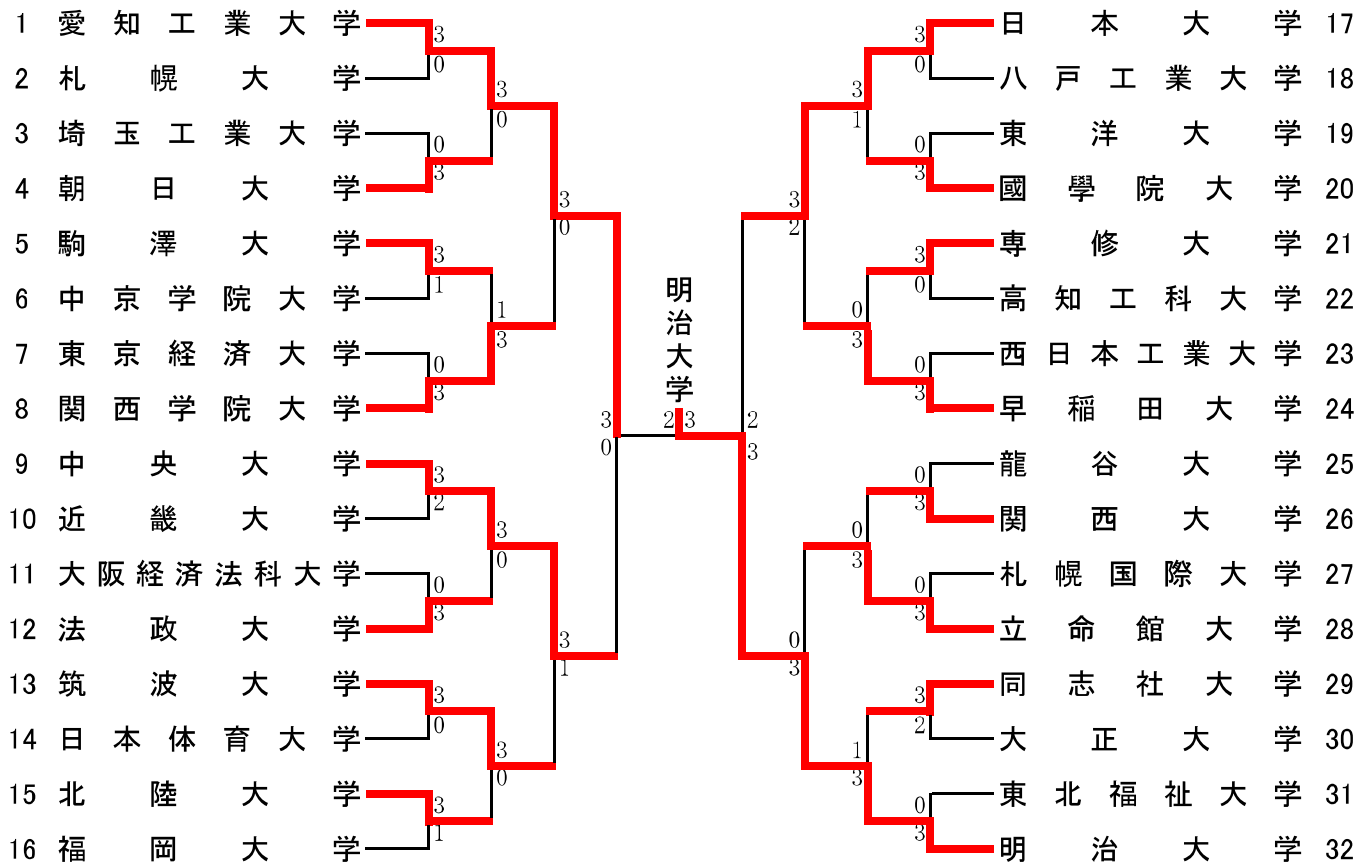 1 愛知工業大学
3
0
2 札幌大学
3
0
3 埼玉工業大学
0
3
4 朝日大学
3
0
5 駒澤大学
3
1
6 中京学院大学
1
3
7 東京経済大学
0
3
8 関西学院大学
3
0
9 中央大学
3
2
10 近畿大学
3
0
11 大阪経済法科大学
0
3
12 法政大学
3
1
13 筑波大学
3
0
14 日本体育大学
3
0
15 北陸大学
3
1
16 福岡大学
明治大学
2 3
日本大学 17
3
0
八戸工業大学 18
3
1
東洋大学 19
0
3
國學院大学 20
3
2
専修大学 21
3
0
高知工科大学 22
0
3
西日本工業大学 23
0
3
早稲田大学 24
2
3
龍谷大学 25
0
3
関西大学 26
0
3
札幌国際大学 27
0
3
立命館大学 28
0
3
同志社大学 29
3
2
大正大学 30
1
3
東北福祉大学 31
0
3
明治大学 32